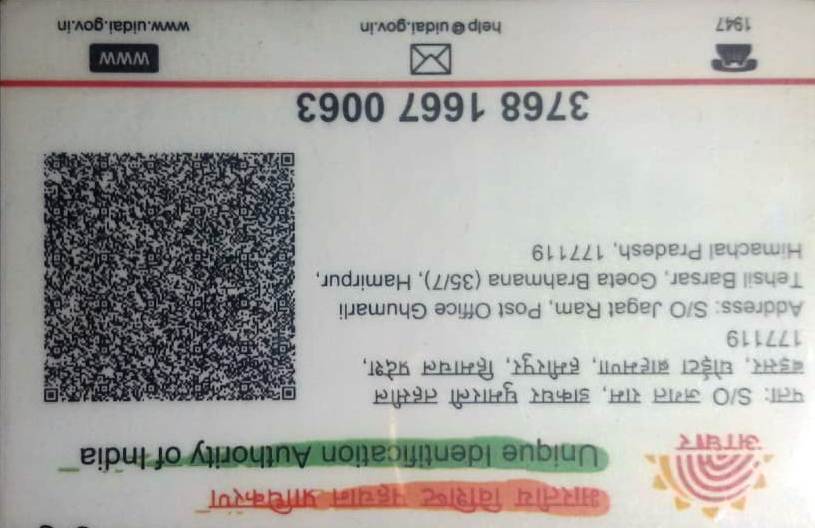 भारतीय विशिष्ट पहचान प्राधिकरण
Unique Identification Authority of India
आधार
पता: S/O जगत राम, डाकघर घुमारली तहसील
बड़सर, घोईटा ब्राह्मणा, हमीरपुर, हिमाचल प्रदेश,
177119
Address: S/O Jagat Ram, Post Office Ghumarli
Tehsil Barsar, Goeta Brahmana (35/7), Hamirpur,
Himachal Pradesh, 177119
3768 1667 0063
1947
help@uidai.gov.in
www
www.uidai.gov.in